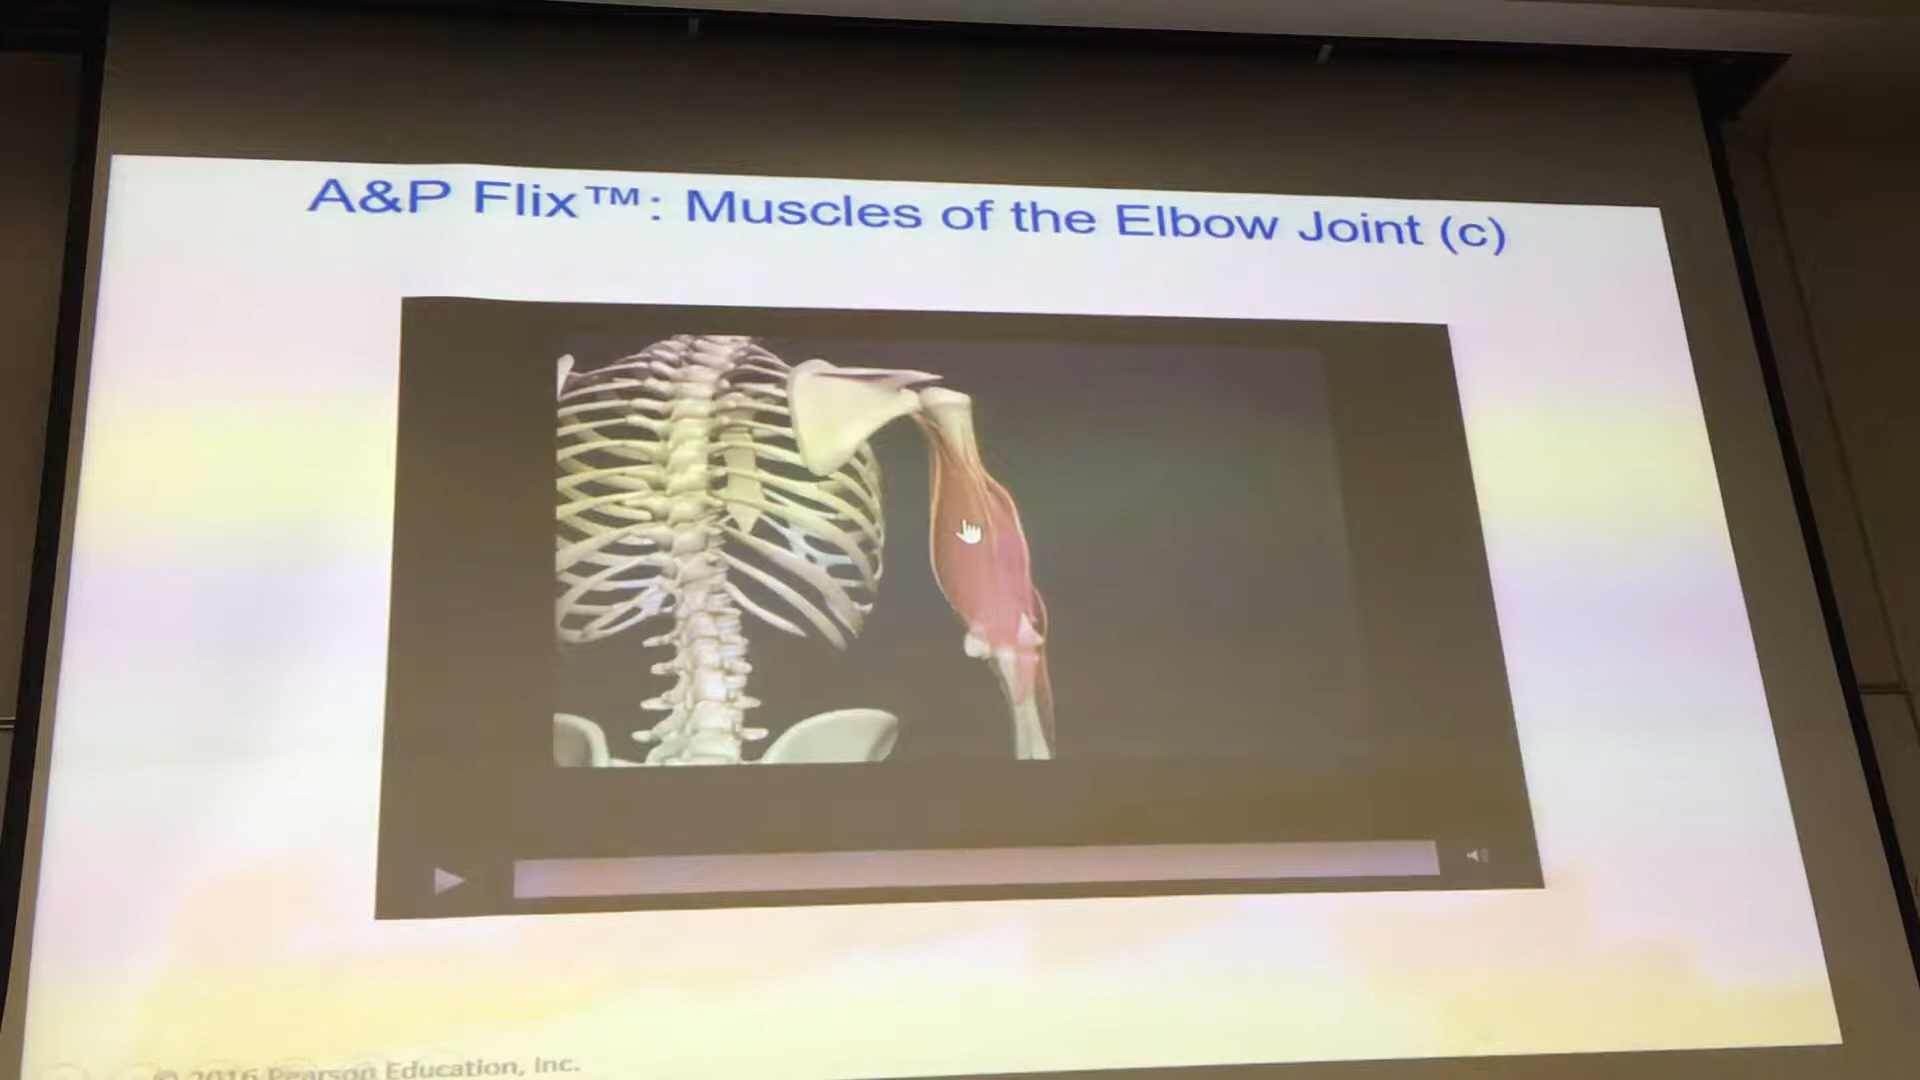 A&P Flix™: Muscles of the Elbow Joint (c)
© 2016 Pearson Education, Inc.